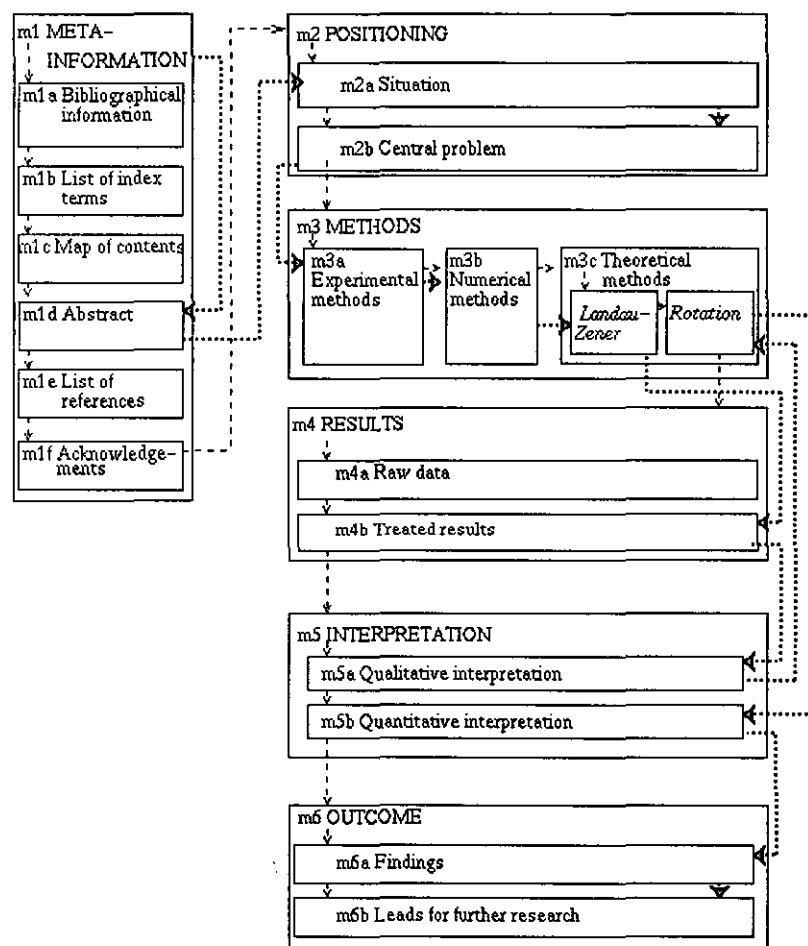 m1 META-
INFORMATION
m1a Bibliographical
information
m1b List of index
terms
m1c Map of contents
m1d Abstract
m1e List of
references
m1f Acknowledge-
ments
m2 POSITIONING
m2a Situation
m2b Central problem
m3 METHODS
m3a
Experimental
methods
m3b
Numerical
methods
m3c Theoretical
methods
Landau-
Zener
Rotation
m4 RESULTS
m4a Raw data
m4b Treated results
m5 INTERPRETATION
m5a Qualitative interpretation
m5b Quantitative interpretation
m6 OUTCOME
m6a Findings
m6b Leads for further research